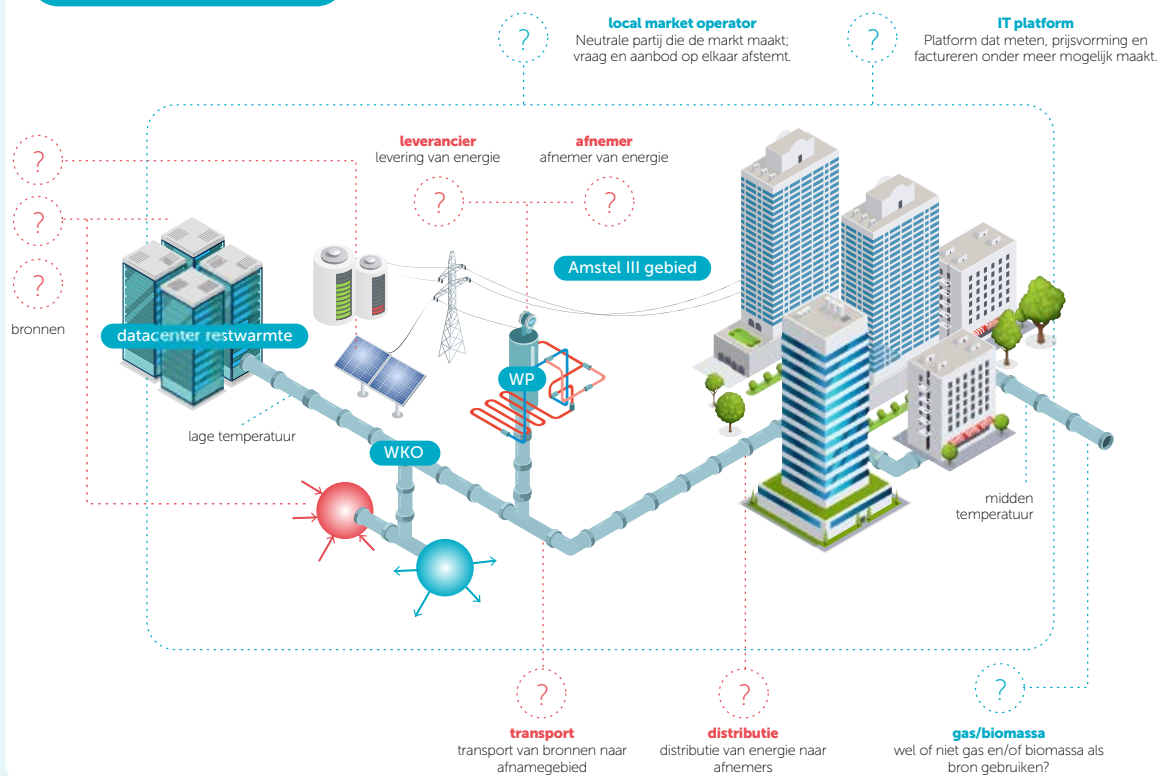 ?
local market operator
Neutrale partij die de markt maakt;
vraag en aanbod op elkaar afstemt.
?
IT platform
Platform dat meten, prijsvorming en
factureren onder meer mogelijk maakt.
?
?
?
bronnen
leverancier
levering van energie
?
afnemer
afnemer van energie
?
Amstel III gebied
datacenter restwarmte
WP
lage temperatuur
WKO
midden
temperatuur
?
transport
transport van bronnen naar
afnamegebied
?
distributie
distributie van energie naar
afnemers
?
gas/biomassa
wel of niet gas en/of biomassa als
bron gebruiken?